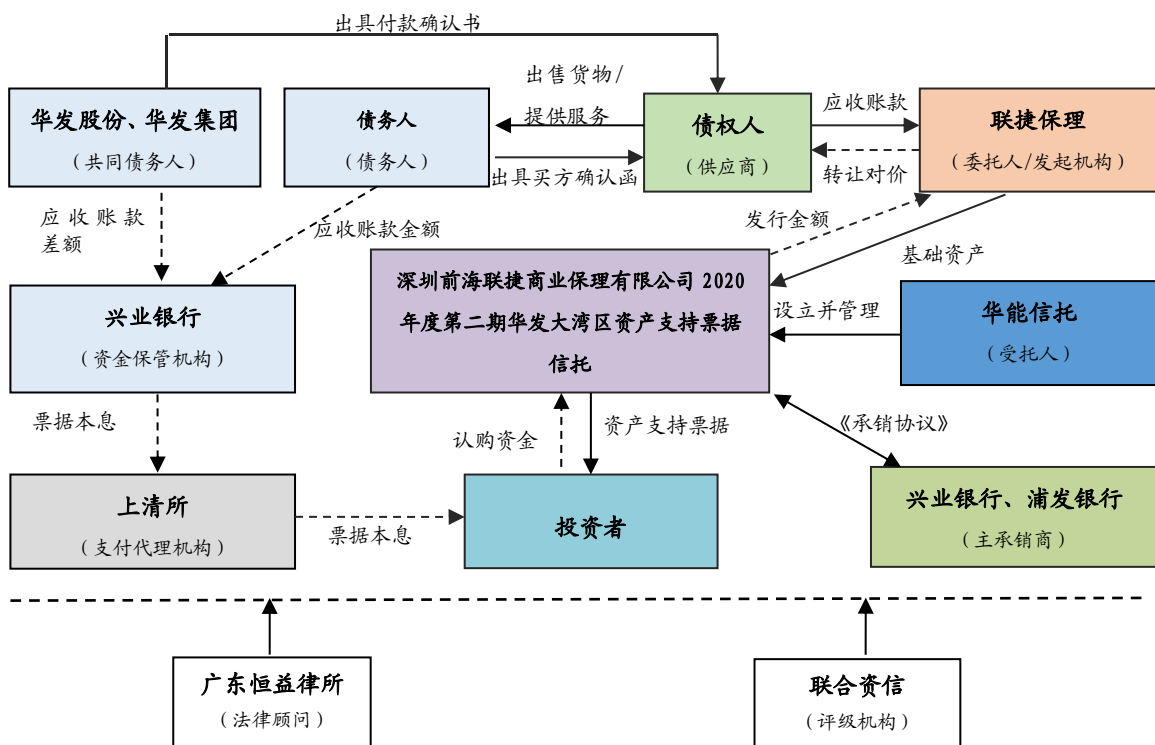 出具付款确认书
出售货物/
提供服务
华发股份、华发集团
（共同债务人）
债务人
（债务人）
债权人
（供应商）
应收账款
联捷保理
（委托人/发起机构）
出具买方确认函
转让对价
应收账款
差额
应收账款金额
发行金额
基础资产
深圳前海联捷商业保理有限公司 2020
年度第二期华发大湾区资产支持票据
信托
设立并管理
华能信托
（受托人）
兴业银行
（资金保管机构）
票据本息
认购资金
资产支持票据
《承销协议》
上清所
（支付代理机构）
票据本息
投资者
兴业银行、浦发银行
（主承销商）
广东恒益律所
（法律顾问）
联合资信
（评级机构）